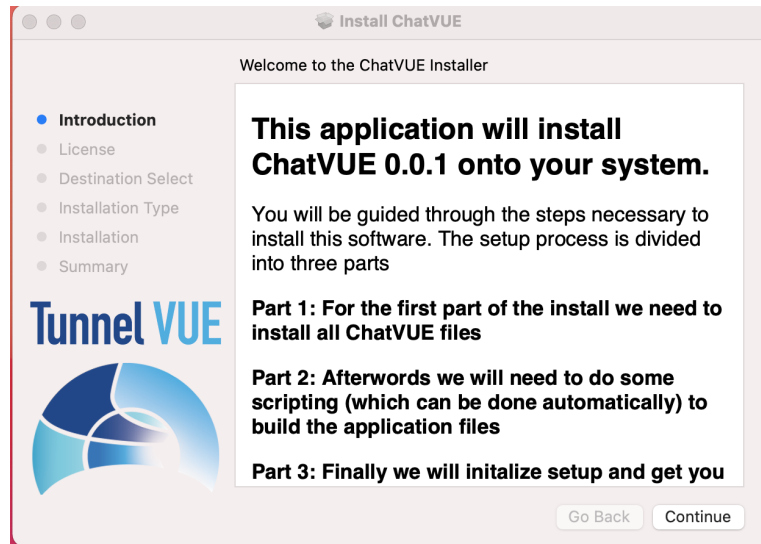 Install ChatVUE
Welcome to the ChatVUE Installer
Introduction
License
Destination Select
Installation Type
Installation
Summary
Tunnel VUE
This application will install
ChatVUE 0.0.1 onto your system.
You will be guided through the steps necessary to
install this software. The setup process is divided
into three parts
Part 1: For the first part of the install we need to
install all ChatVUE files
Part 2: Afterwords we will need to do some
scripting (which can be done automatically) to
build the application files
Part 3: Finally we will initalize setup and get you
Go Back
Continue